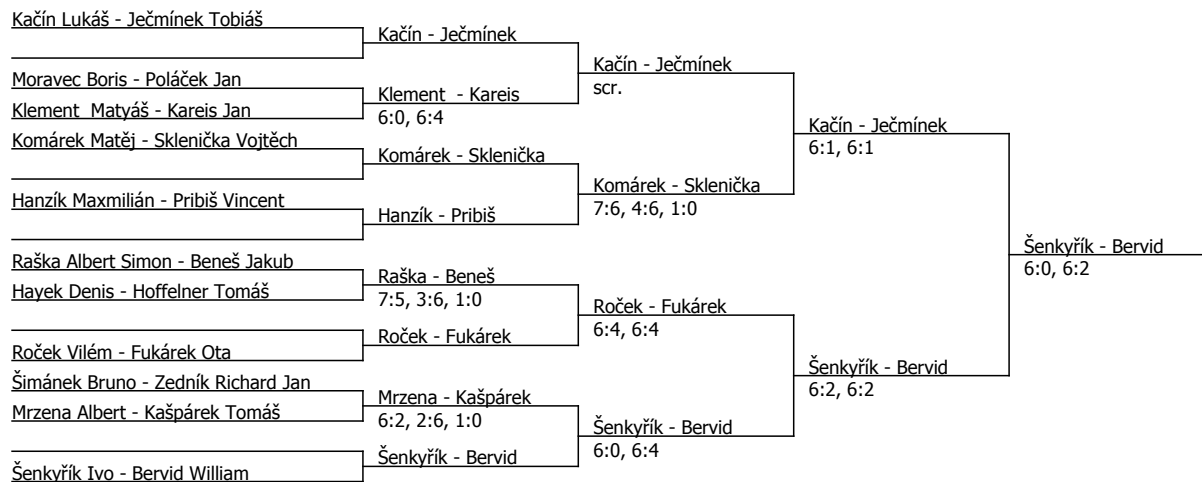 Kačín Lukáš - Ječmínek Tobiáš
Moravec Boris - Poláček Jan
Klement  Matyáš - Kareis Jan
Komárek Matěj - Sklenička Vojtěch
Hanzík Maxmilián - Pribiš Vincent
Raška Albert Simon - Beneš Jakub
Hayek Denis - Hoffelner Tomáš
Roček Vilém - Fukárek Ota
Šimánek Bruno - Zedník Richard Jan
Mrzena Albert - Kašpárek Tomáš
Šenkyřík Ivo - Bervid William
Kačín - Ječmínek
Klement  - Kareis
6:0, 6:4
Komárek - Sklenička
Hanzík - Pribiš
Raška - Beneš
7:5, 3:6, 1:0
Roček - Fukárek
Mrzena - Kašpárek
6:2, 2:6, 1:0
Šenkyřík - Bervid
Kačín - Ječmínek
scr.
Komárek - Sklenička
7:6, 4:6, 1:0
Roček - Fukárek
6:4, 6:4
Šenkyřík - Bervid
6:0, 6:4
Kačín - Ječmínek
6:1, 6:1
Šenkyřík - Bervid
6:2, 6:2
Šenkyřík - Bervid
6:0, 6:2